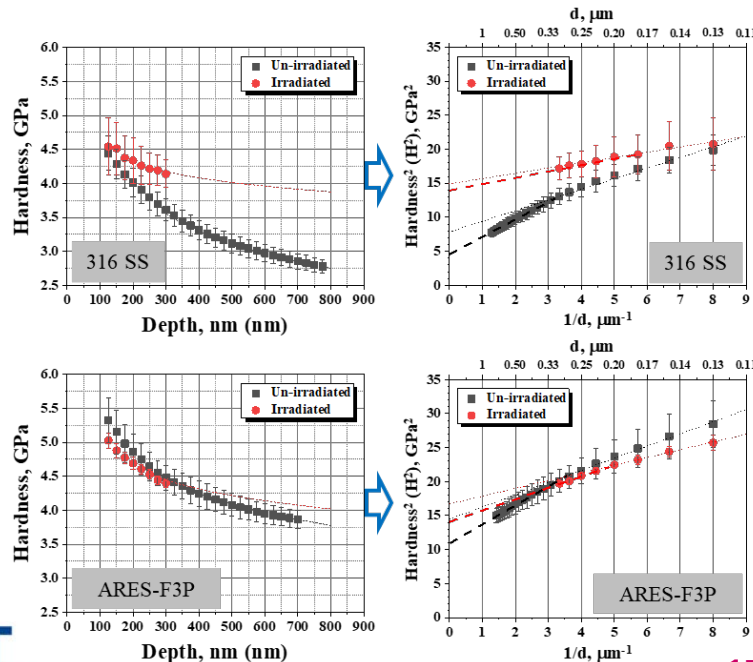 d, μm
1 0.50 0.33 0.25 0.20 0.17 0.14 0.13 0.11
6.0
5.5
5.0
4.5
4.0
3.5
3.0
2.5
Hardness, GPa
Un-irradiated
Irradiated
316 SS
0 100 200 300 400 500 600 700 800 900
Depth, nm (nm)
35
30
25
20
15
10
5
0
Hardness² (H²), GPa²
Un-irradiated
Irradiated
316 SS
0 1 2 3 4 5 6 7 8 9
1/d, μm⁻¹
d, μm
1 0.50 0.33 0.25 0.20 0.17 0.14 0.13 0.11
6.0
5.5
5.0
4.5
4.0
3.5
3.0
2.5
Hardness, GPa
Un-irradiated
Irradiated
ARES-F3P
0 100 200 300 400 500 600 700 800 900
Depth, nm (nm)
35
30
25
20
15
10
5
0
Hardness² (H²), GPa²
Un-irradiated
Irradiated
ARES-F3P
0 1 2 3 4 5 6 7 8 9
1/d, μm⁻¹